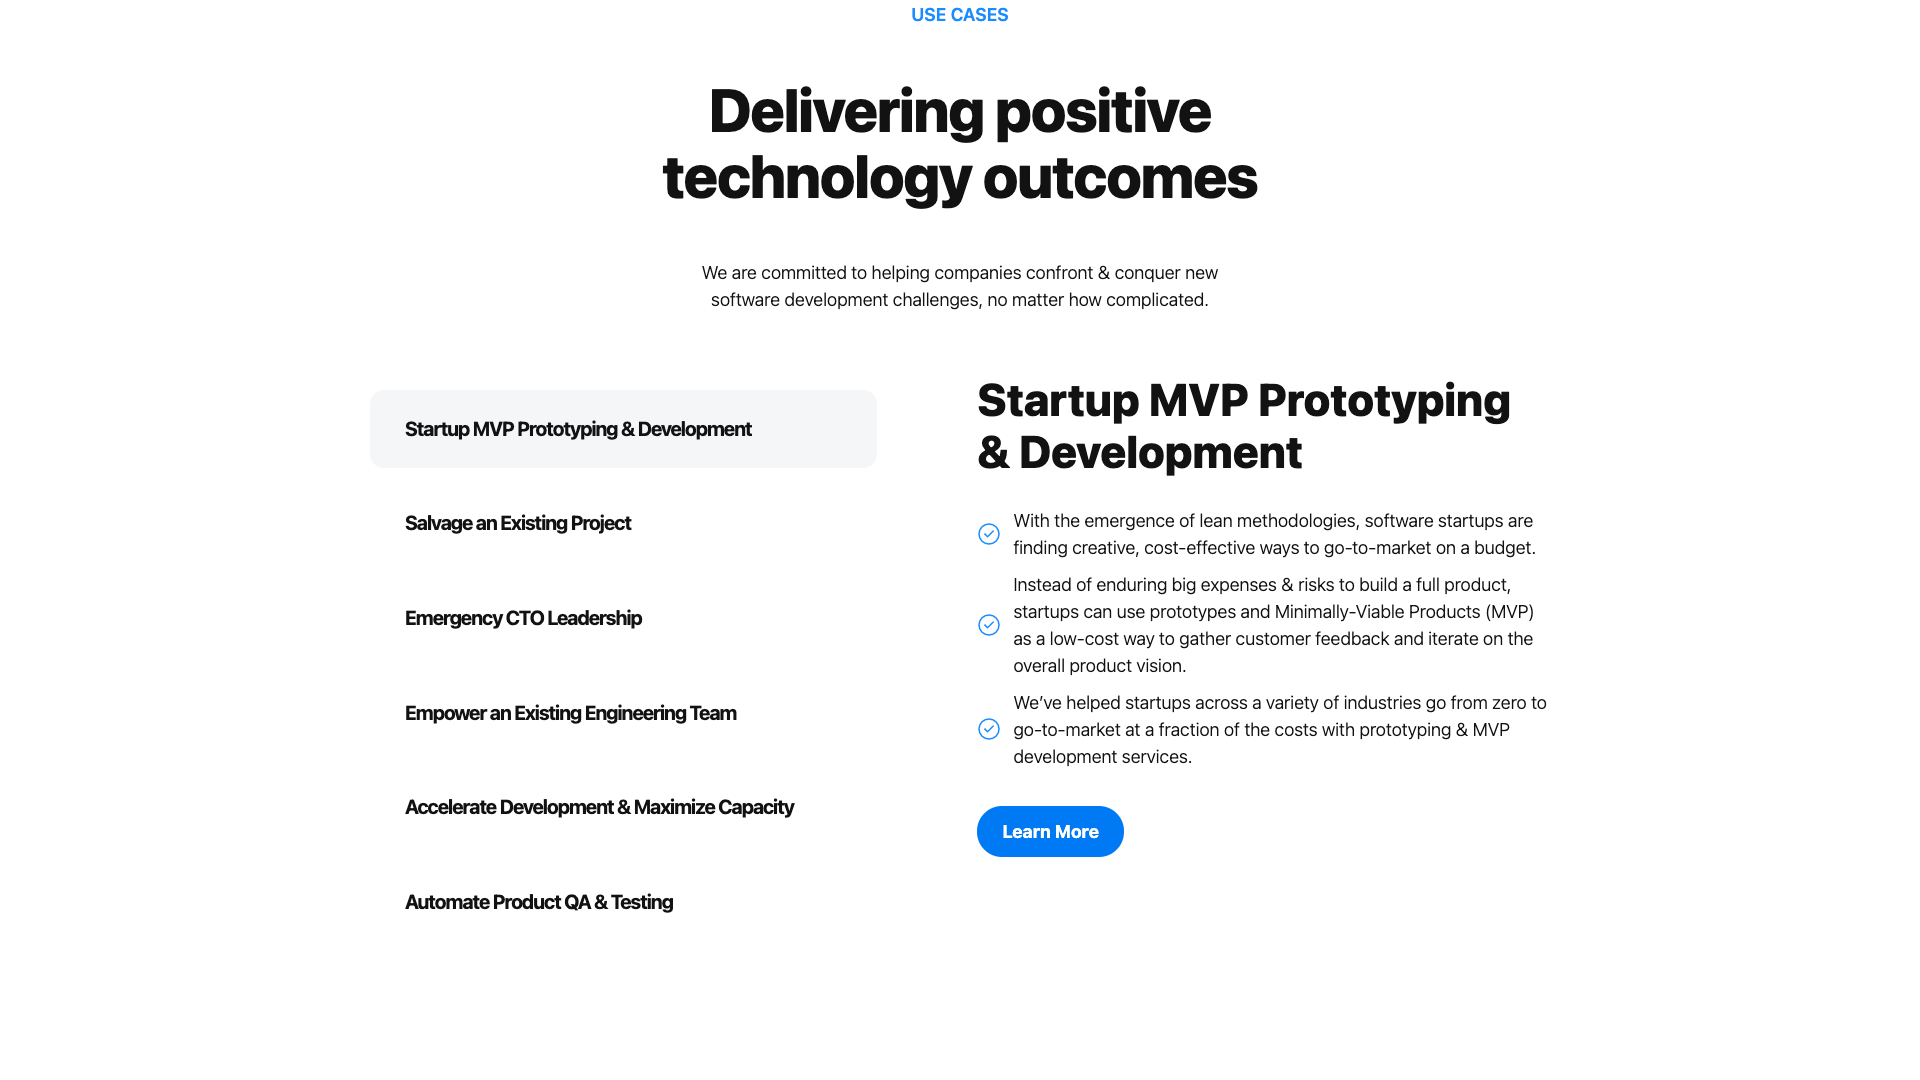 USE CASES
Delivering positive
technology outcomes
We are committed to helping companies confront & conquer new
software development challenges, no matter how complicated.
Startup MVP Prototyping & Development
Salvage an Existing Project
Emergency CTO Leadership
Empower an Existing Engineering Team
Accelerate Development & Maximize Capacity
Automate Product QA & Testing
Startup MVP Prototyping
& Development
With the emergence of lean methodologies, software startups are
finding creative, cost-effective ways to go-to-market on a budget.
Instead of enduring big expenses & risks to build a full product,
startups can use prototypes and Minimally-Viable Products (MVP)
as a low-cost way to gather customer feedback and iterate on the
overall product vision.
We’ve helped startups across a variety of industries go from zero to
go-to-market at a fraction of the costs with prototyping & MVP
development services.
Learn More